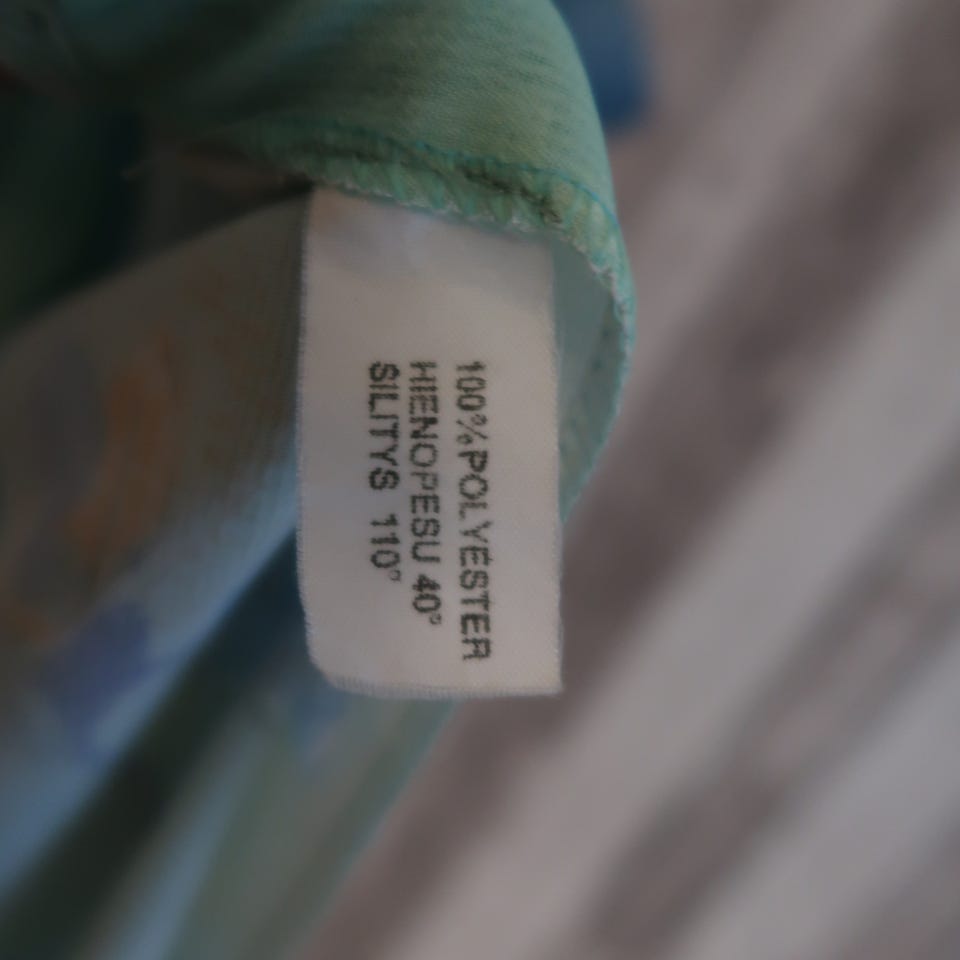 100%POLYESTER
HIENOPESU 40°
SILITYS 110°